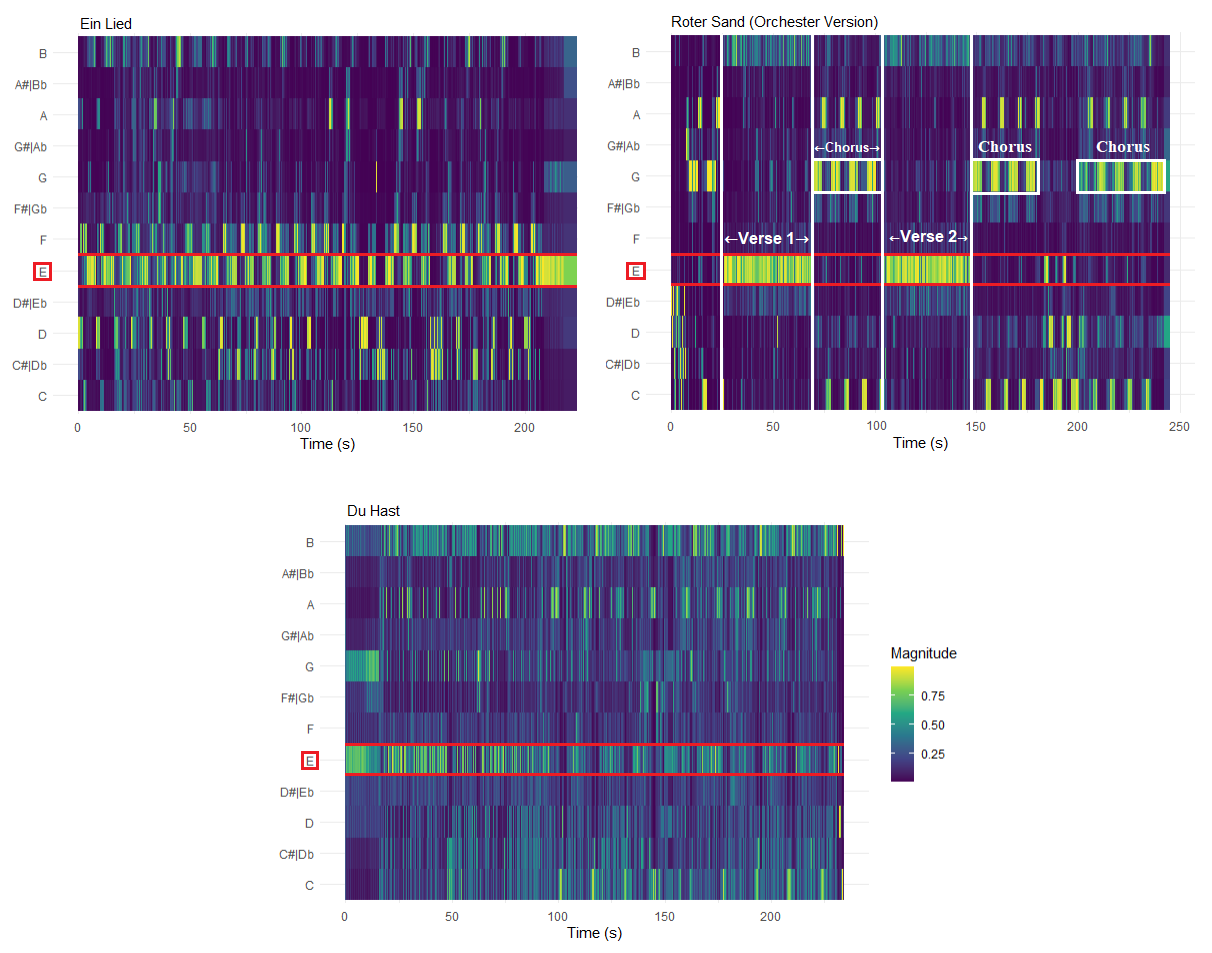 Ein Lied
B
A#|Bb
A
G#|Ab
G
F#|Gb
F
E
D#|Eb
D
C#|Db
C
0 50 100 150 200
Time (s)
Roter Sand (Orchester Version)
B
A#|Bb
A
G#|Ab
G
F#|Gb
F
E
D#|Eb
D
C#|Db
C
←Chorus→ Chorus Chorus
←Verse 1→ ←Verse 2→
0 50 100 150 200 250
Time (s)
Du Hast
B
A#|Bb
A
G#|Ab
G
F#|Gb
F
E
D#|Eb
D
C#|Db
C
0 50 100 150 200
Time (s)
Magnitude
0.75
0.50
0.25